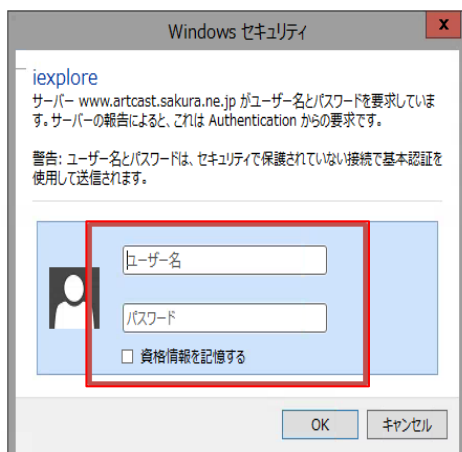 Windows セキュリティ
x
iexplore
サーバー www.artcast.sakura.ne.jp がユーザー名とパスワードを要求していま
す。サーバーの報告によると、これは Authentication からの要求です。
警告: ユーザー名とパスワードは、セキュリティで保護されていない接続で基本認証を
使用して送信されます。
ユーザー名
パスワード
資格情報を記憶する
OK
キャンセル